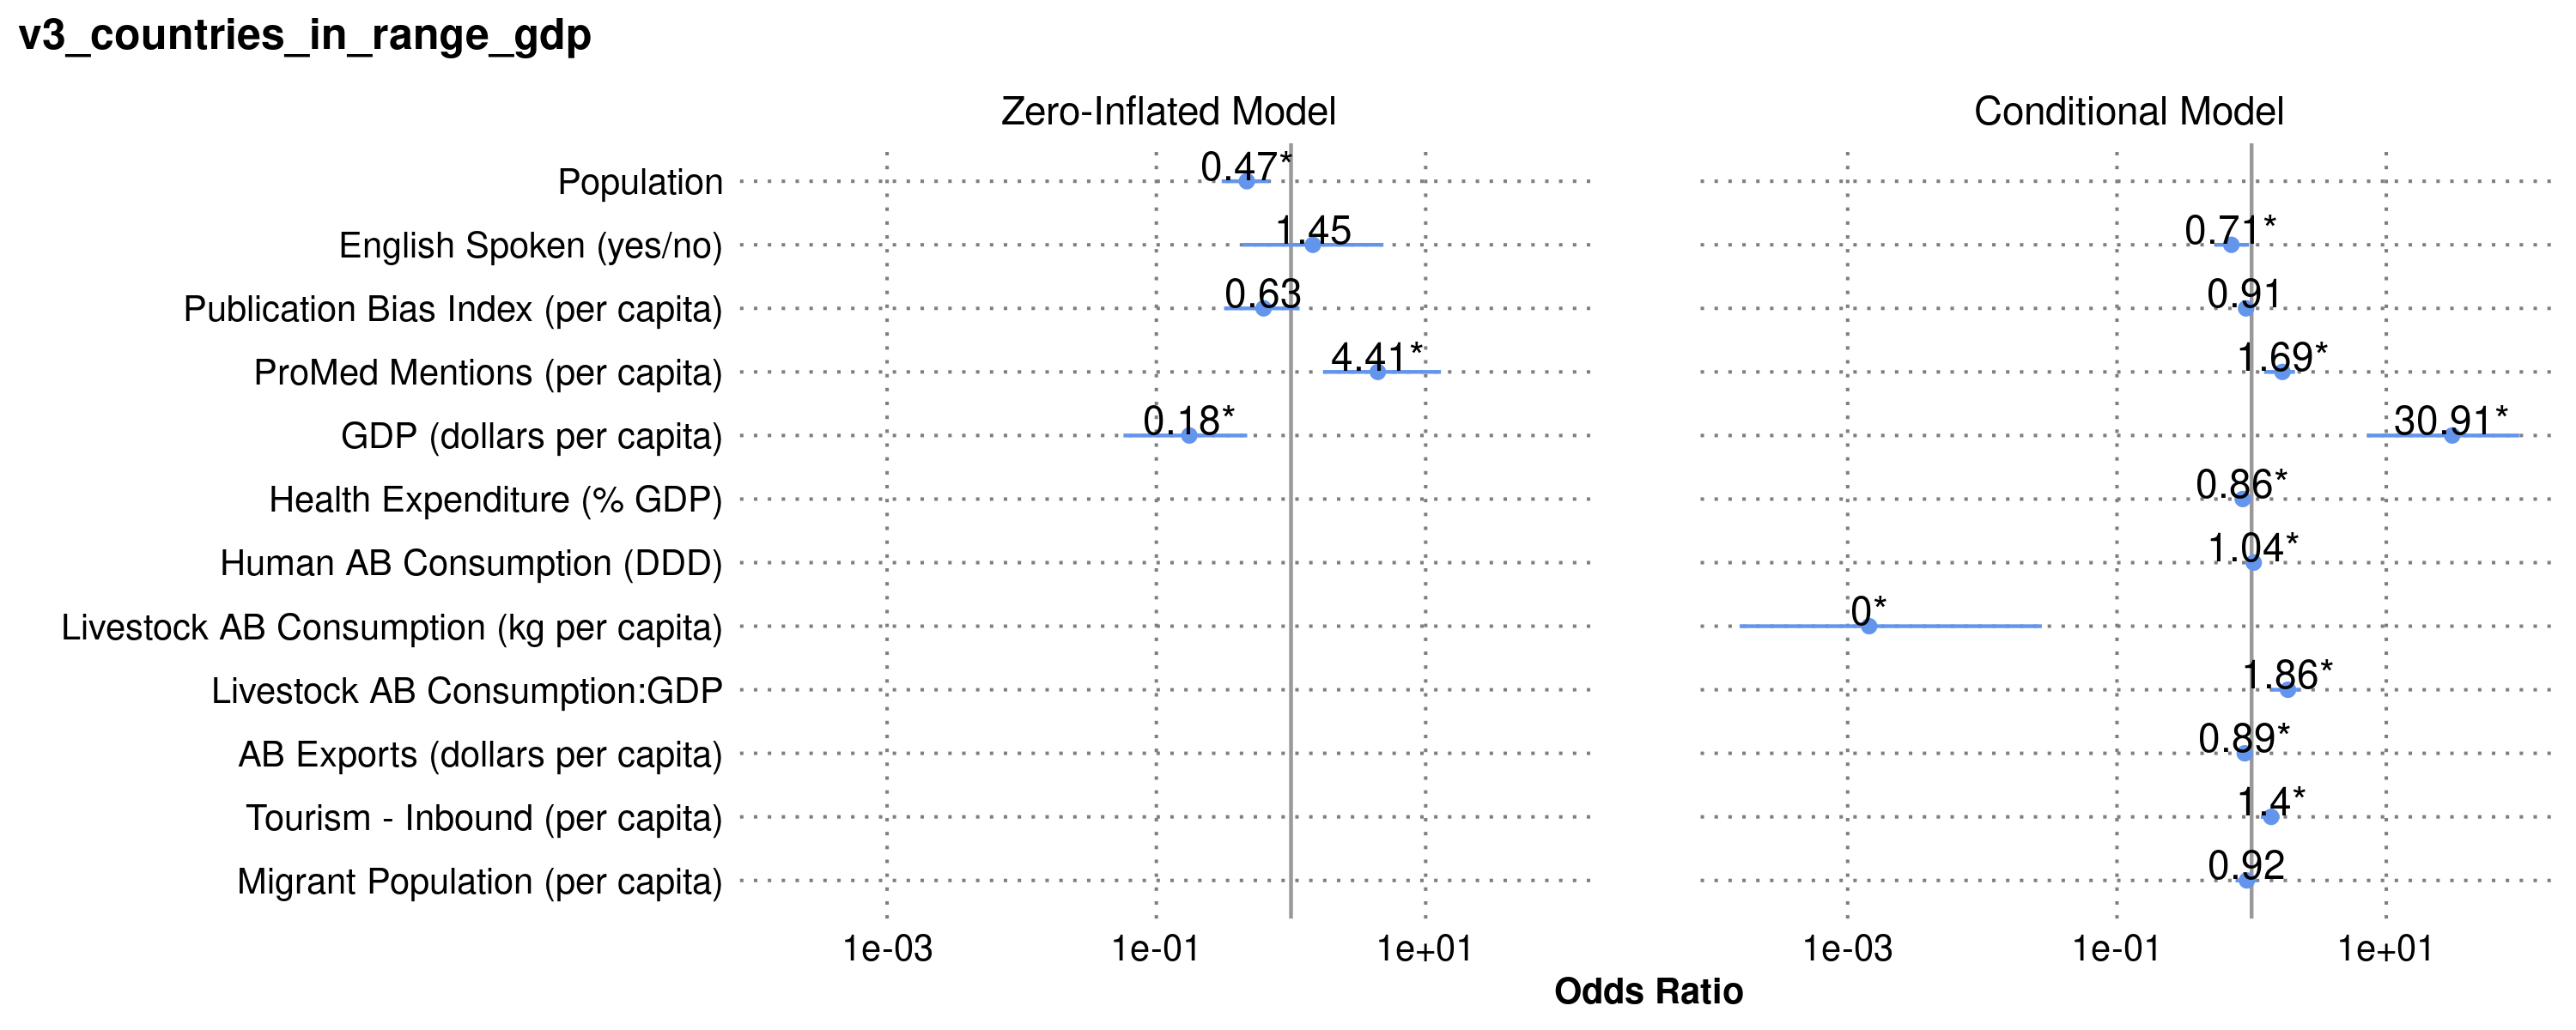 v3_countries_in_range_gdp
Zero-Inflated Model Conditional Model
Population 0.47*
English Spoken (yes/no) 1.45 0.71*
Publication Bias Index (per capita) 0.63 0.91
ProMed Mentions (per capita) 4.41* 1.69*
GDP (dollars per capita) 0.18* 30.91*
Health Expenditure (% GDP) 0.86*
Human AB Consumption (DDD) 1.04*
Livestock AB Consumption (kg per capita) 0*
Livestock AB Consumption:GDP 1.86*
AB Exports (dollars per capita) 0.89*
Tourism - Inbound (per capita) 1.4*
Migrant Population (per capita) 0.92
1e-03 1e-01 1e+01 1e-03 1e-01 1e+01
Odds Ratio